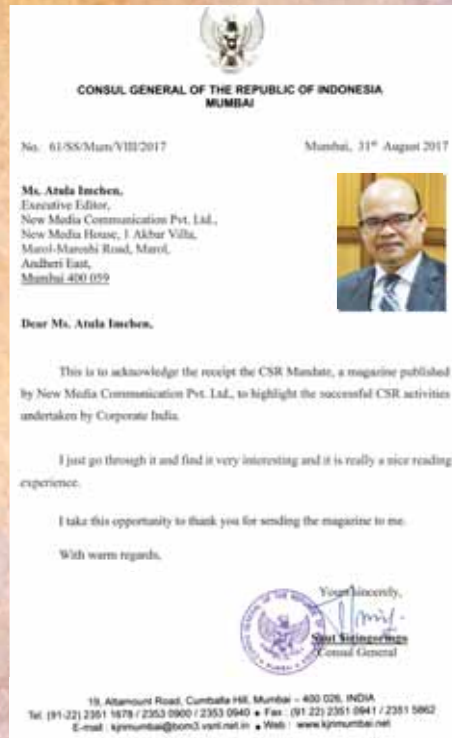 CONSUL GENERAL OF THE REPUBLIC OF INDONESIA
MUMBAI
No. 61/SS/Mum/VIII/2017
Mumbai, 31st August 2017
Ms. Atula Imchen,
Executive Editor,
New Media Communication Pvt. Ltd.,
New Media House, 1 Akbar Villa,
Marol-Maroshi Road, Marol,
Andheri East,
Mumbai 400 059
Dear Ms. Atula Imchen,
This is to acknowledge the receipt the CSR Mandate, a magazine published
by New Media Communication Pvt. Ltd., to highlight the successful CSR activities
undertaken by Corporate India.
I just go through it and find it very interesting and it is really a nice reading
experience.
I take this opportunity to thank you for sending the magazine to me.
With warm regards,
Yours sincerely,
Saut Siringoringo
Consul General
19, Altamount Road, Cumballa Hill, Mumbai – 400 026, INDIA
Tel: (91-22) 2351 1678 / 2353 0900 / 2353 0940 • Fax : (91 22) 2351 0941 / 2351 5862
E-mail : kjrimumbai@bom3.vsnl.net.in • Web : www.kjrimumbai.net